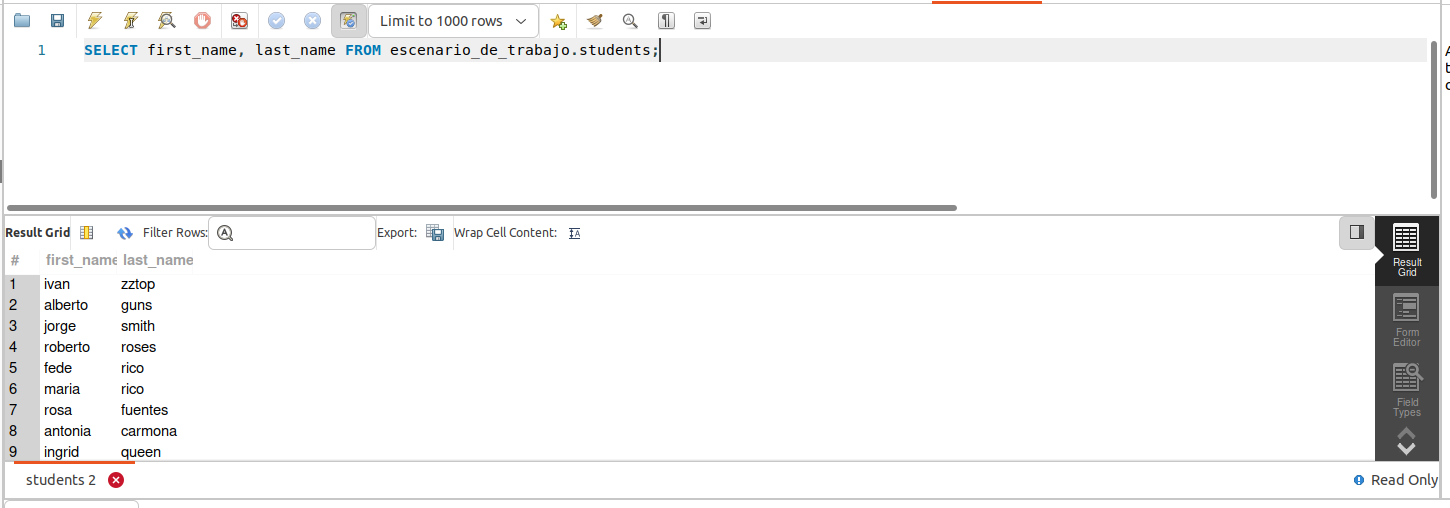 Limit to 1000 rows
1 SELECT first_name, last_name FROM escenario_de_trabajo.students;
Result Grid Filter Rows: Export: Wrap Cell Content:
# first_name last_name
1 ivan zztop
2 alberto guns
3 jorge smith
4 roberto roses
5 fede rico
6 maria rico
7 rosa fuentes
8 antonia carmona
9 ingrid queen
Result
Grid
Form
Editor
Field
Types
students 2
Read Only